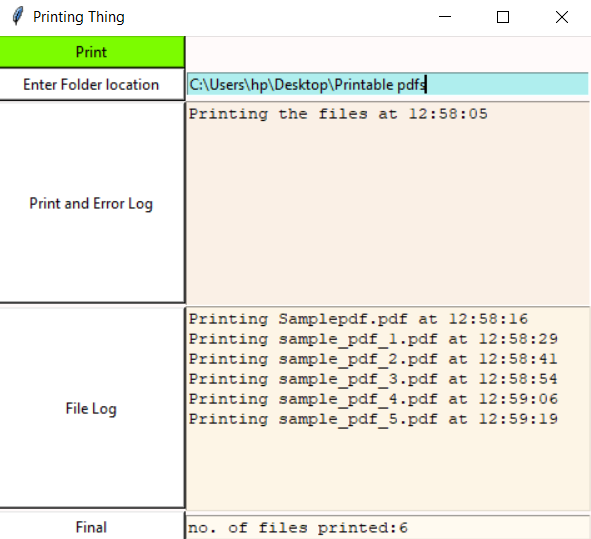 Printing Thing
Print
Enter Folder location
C:\Users\hp\Desktop\Printable pdfs
Print and Error Log
Printing the files at 12:58:05
File Log
Printing Samplepdf.pdf at 12:58:16
Printing sample_pdf_1.pdf at 12:58:29
Printing sample_pdf_2.pdf at 12:58:41
Printing sample_pdf_3.pdf at 12:58:54
Printing sample_pdf_4.pdf at 12:59:06
Printing sample_pdf_5.pdf at 12:59:19
Final
no. of files printed:6